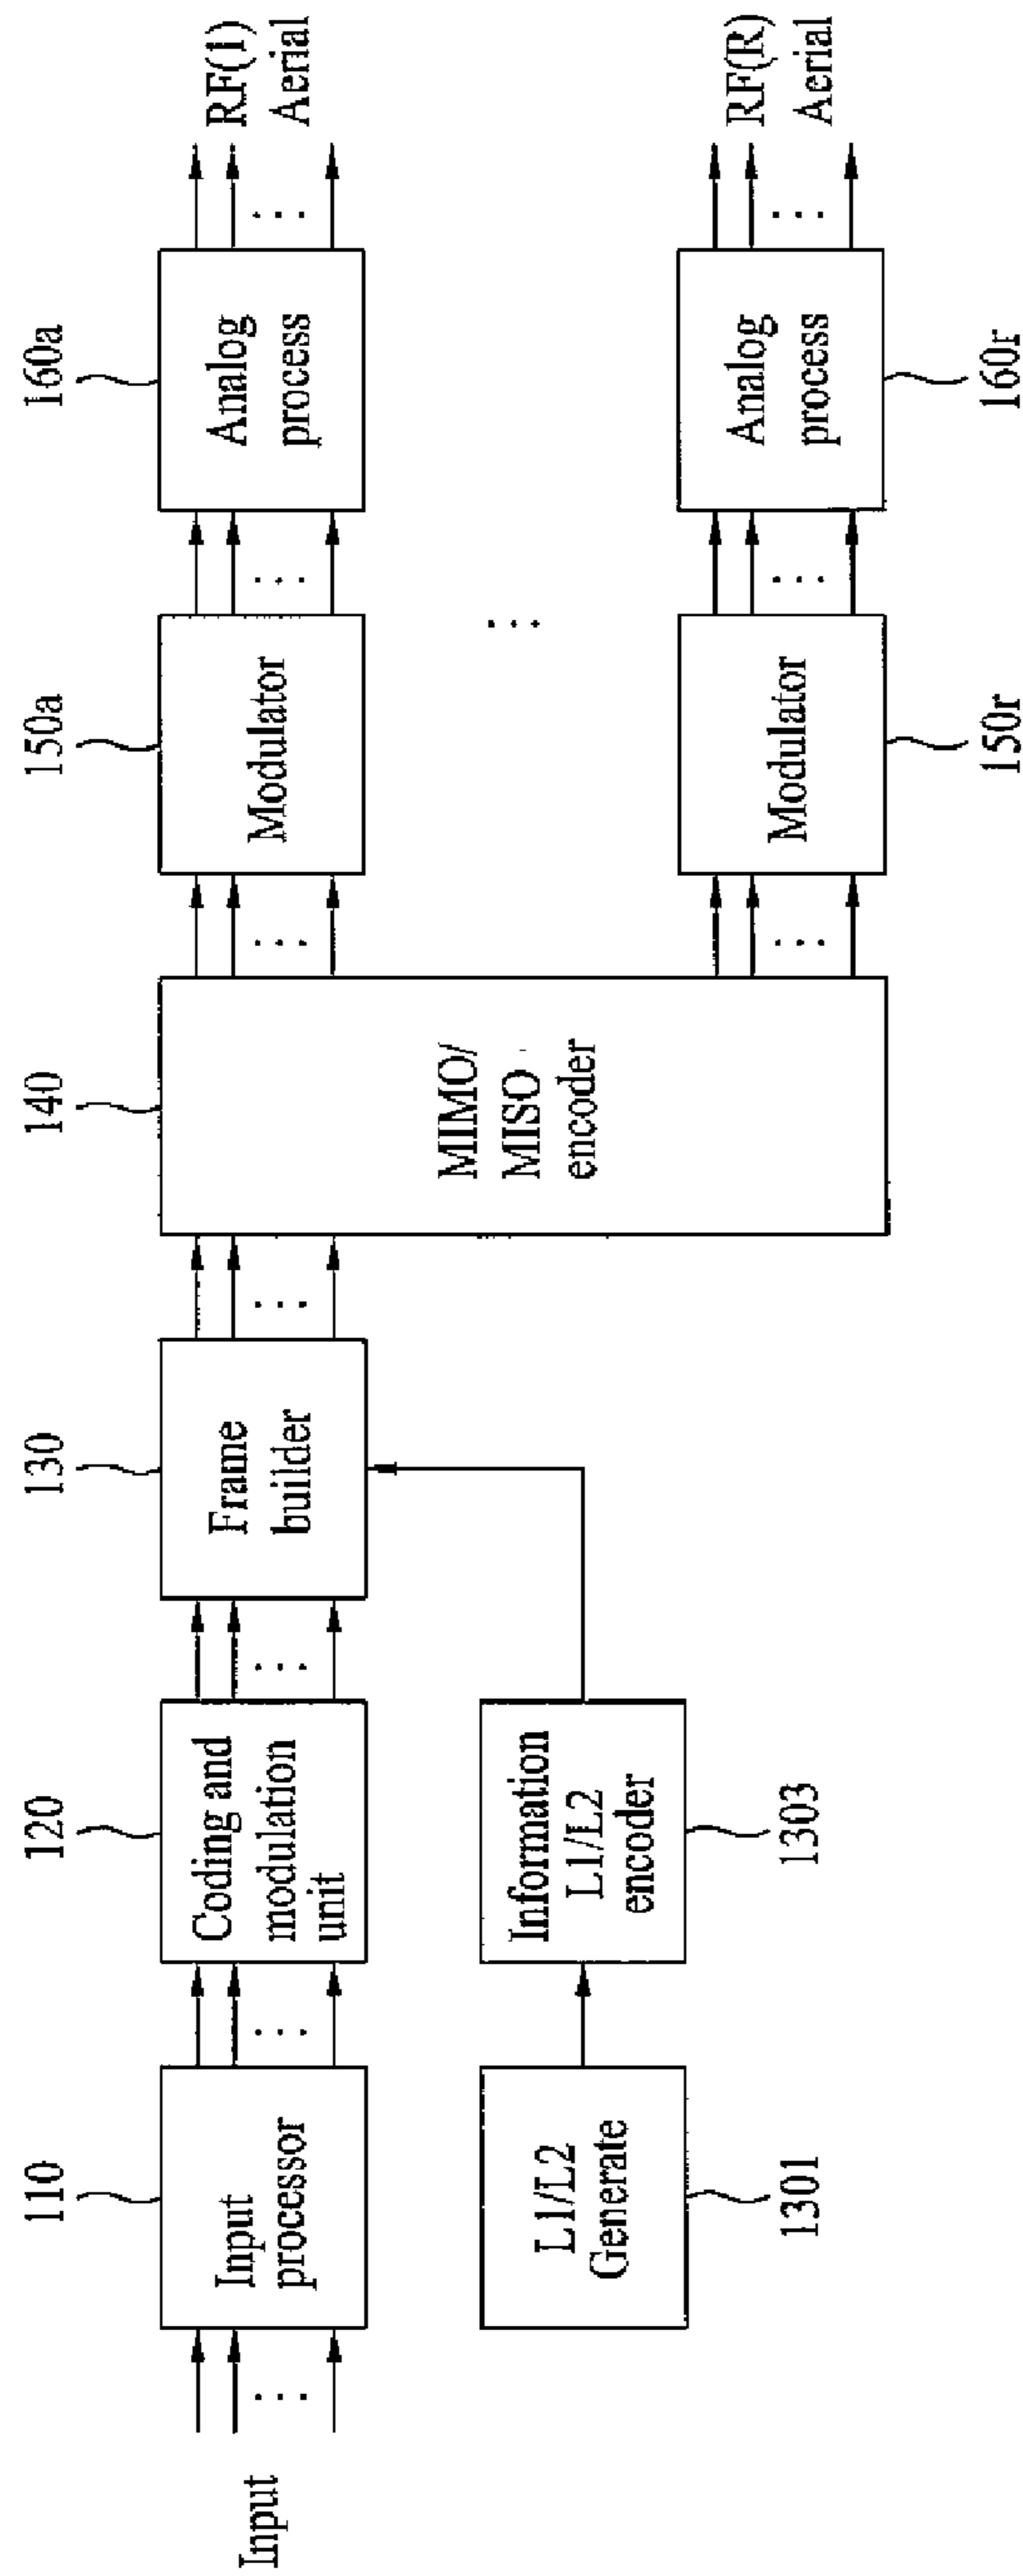 110
120
130
140
150a
160a
Input
Input
processor
Coding and
modulation
unit
Frame
builder
MIMO/
MISO
encoder
Modulator
Analog
process
RF(1)
Aerial
L1/L2
Generate
1301
Information
L1/L2
encoder
1303
Modulator
150r
Analog
process
160r
RF(R)
Aerial